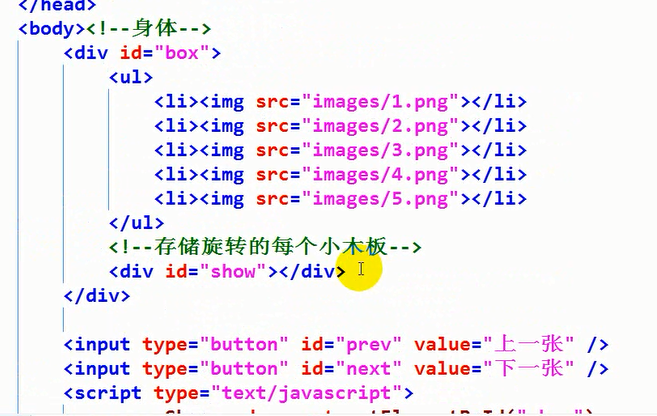 </head>
<body><!--身体-->
<div id="box">
<ul>
<li><img src="images/1.png"></li>
<li><img src="images/2.png"></li>
<li><img src="images/3.png"></li>
<li><img src="images/4.png"></li>
<li><img src="images/5.png"></li>
</ul>
<!--存储旋转的每个小木板-->
<div id="show"></div>
</div>
<input type="button" id="prev" value="上一张" />
<input type="button" id="next" value="下一张" />
<script type="text/javascript">